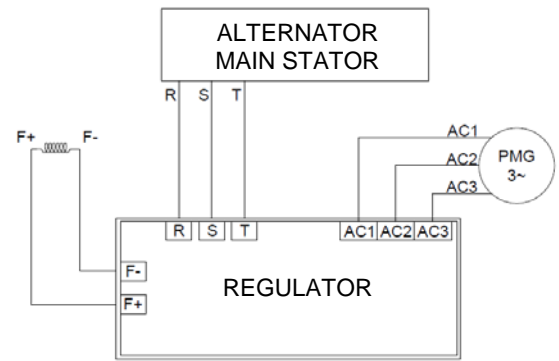 ALTERNATOR
MAIN STATOR
R S T
F+ F-
AC1
AC2
AC3
PMG
3~
R S T AC1 AC2 AC3
F-
F+
REGULATOR